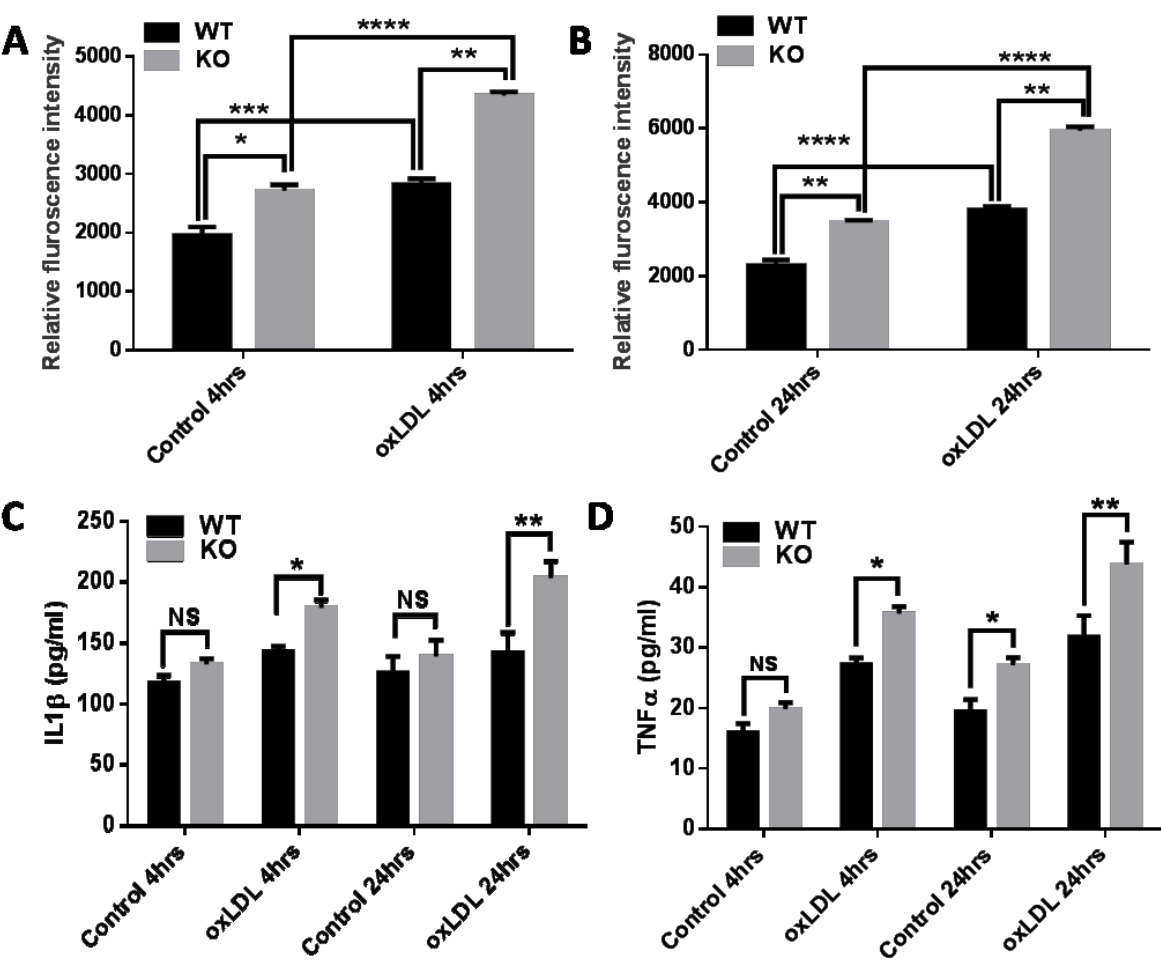 A
WT
KO
Relative fluroscence intensity
5000
4000
3000
2000
1000
0
****
**
***
*
Control 4hrs
oxLDL 4hrs
B
WT
KO
Relative fluroscence intensity
8000
6000
4000
2000
0
****
**
****
**
Control 24hrs
oxLDL 24hrs
C
WT
KO
IL1β (pg/ml)
250
200
150
100
50
0
NS
*
NS
**
Control 4hrs
oxLDL 4hrs
Control 24hrs
oxLDL 24hrs
D
WT
KO
TNFα (pg/ml)
50
40
30
20
10
0
NS
*
*
**
Control 4hrs
oxLDL 4hrs
Control 24hrs
oxLDL 24hrs